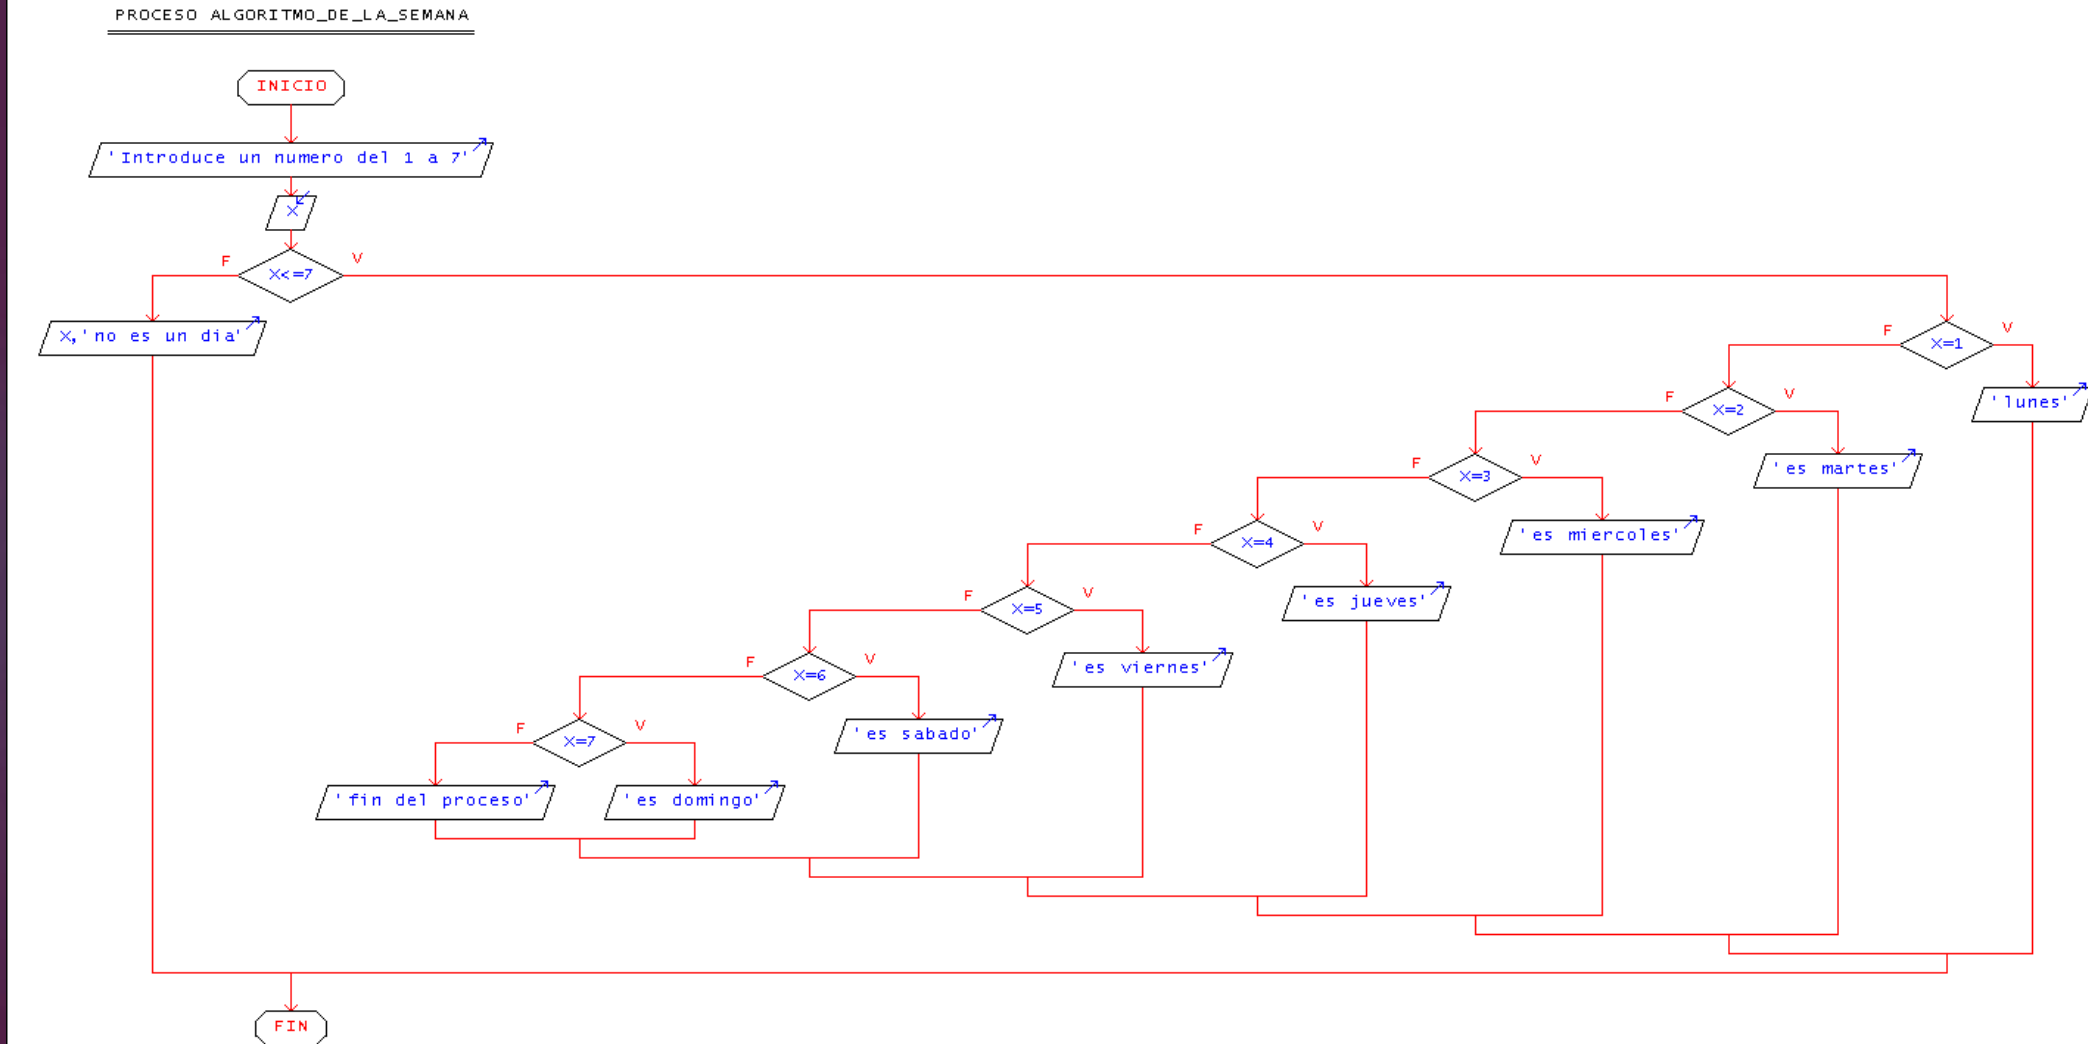 PROCESO ALGORITMO_DE_LA_SEMANA
INICIO
'Introduce un numero del 1 a 7'
X
F
X<=7
V
X,'no es un dia'
F
X=1
V
'lunes'
F
X=2
V
'es martes'
F
X=3
V
'es miercoles'
F
X=4
V
'es jueves'
F
X=5
V
'es viernes'
F
X=6
V
'es sabado'
F
X=7
V
'fin del proceso'
'es domingo'
FIN